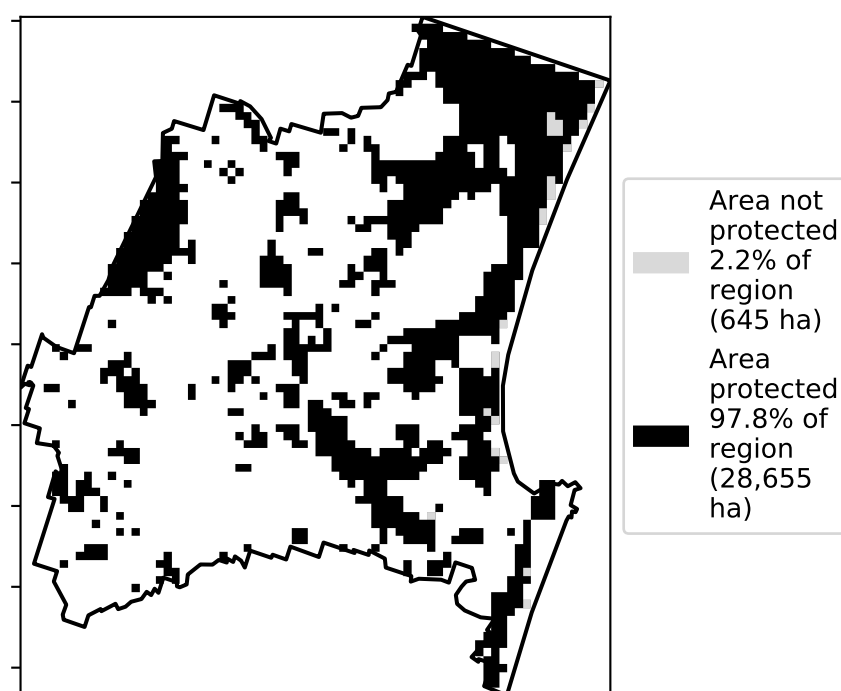 Area not
protected
2.2% of
region
(645 ha)
Area
protected
97.8% of
region
(28,655
ha)